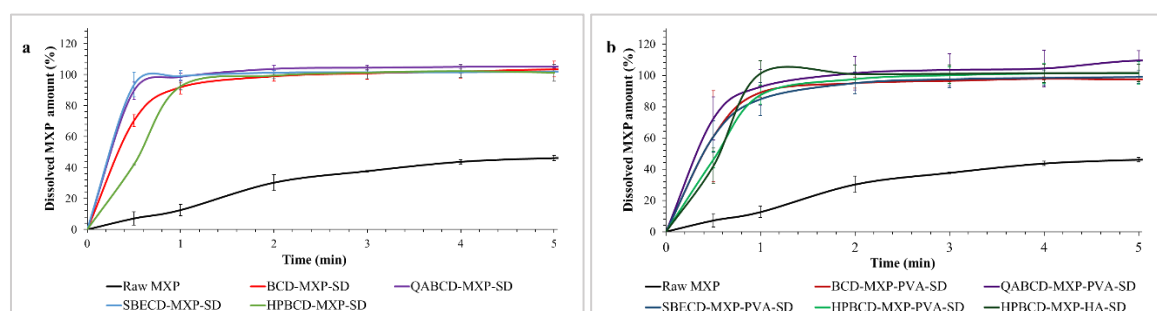 a
Dissolved MXP amount (%)
120
100
80
60
40
20
0
0 1 2 3 4 5
Time (min)
Raw MXP BCD-MXP-SD QABCD-MXP-SD
SBECD-MXP-SD HPBCD-MXP-SD
b
Dissolved MXP amount (%)
120
100
80
60
40
20
0
0 1 2 3 4 5
Time (min)
Raw MXP BCD-MXP-PVA-SD QABCD-MXP-PVA-SD
SBECD-MXP-PVA-SD HPBCD-MXP-PVA-SD HPBCD-MXP-HA-SD